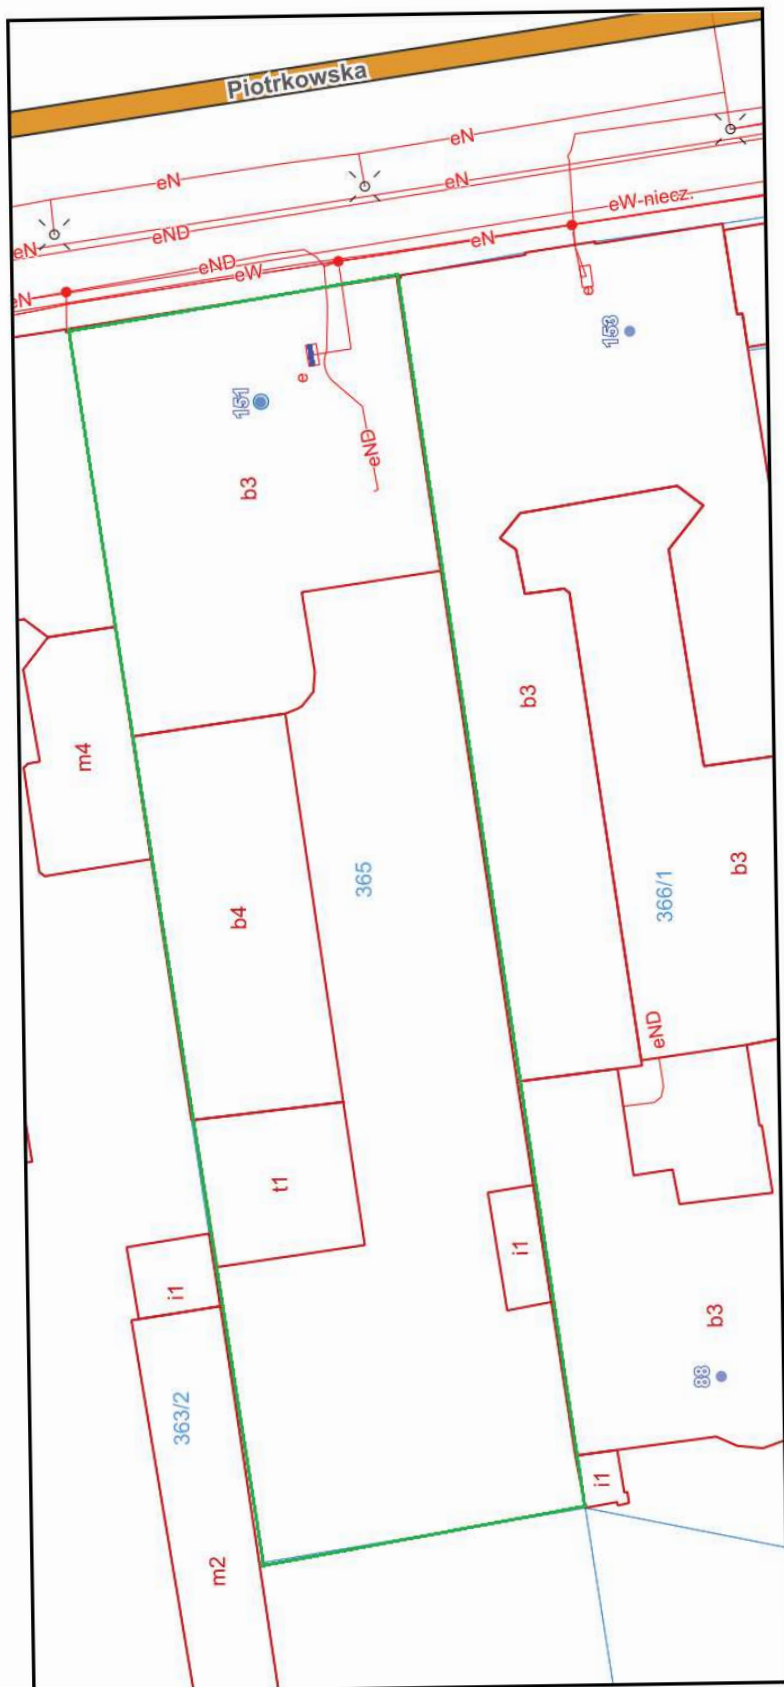 Piotrkowska
eN
eN
eN
eN
eND
eW-niecz.
eN
eND
eW
eN
eN
e
153
e
151
eND
b3
b3
m4
365
b4
366/1
b3
eND
t1
i1
i1
b3
88
363/2
i1
m2